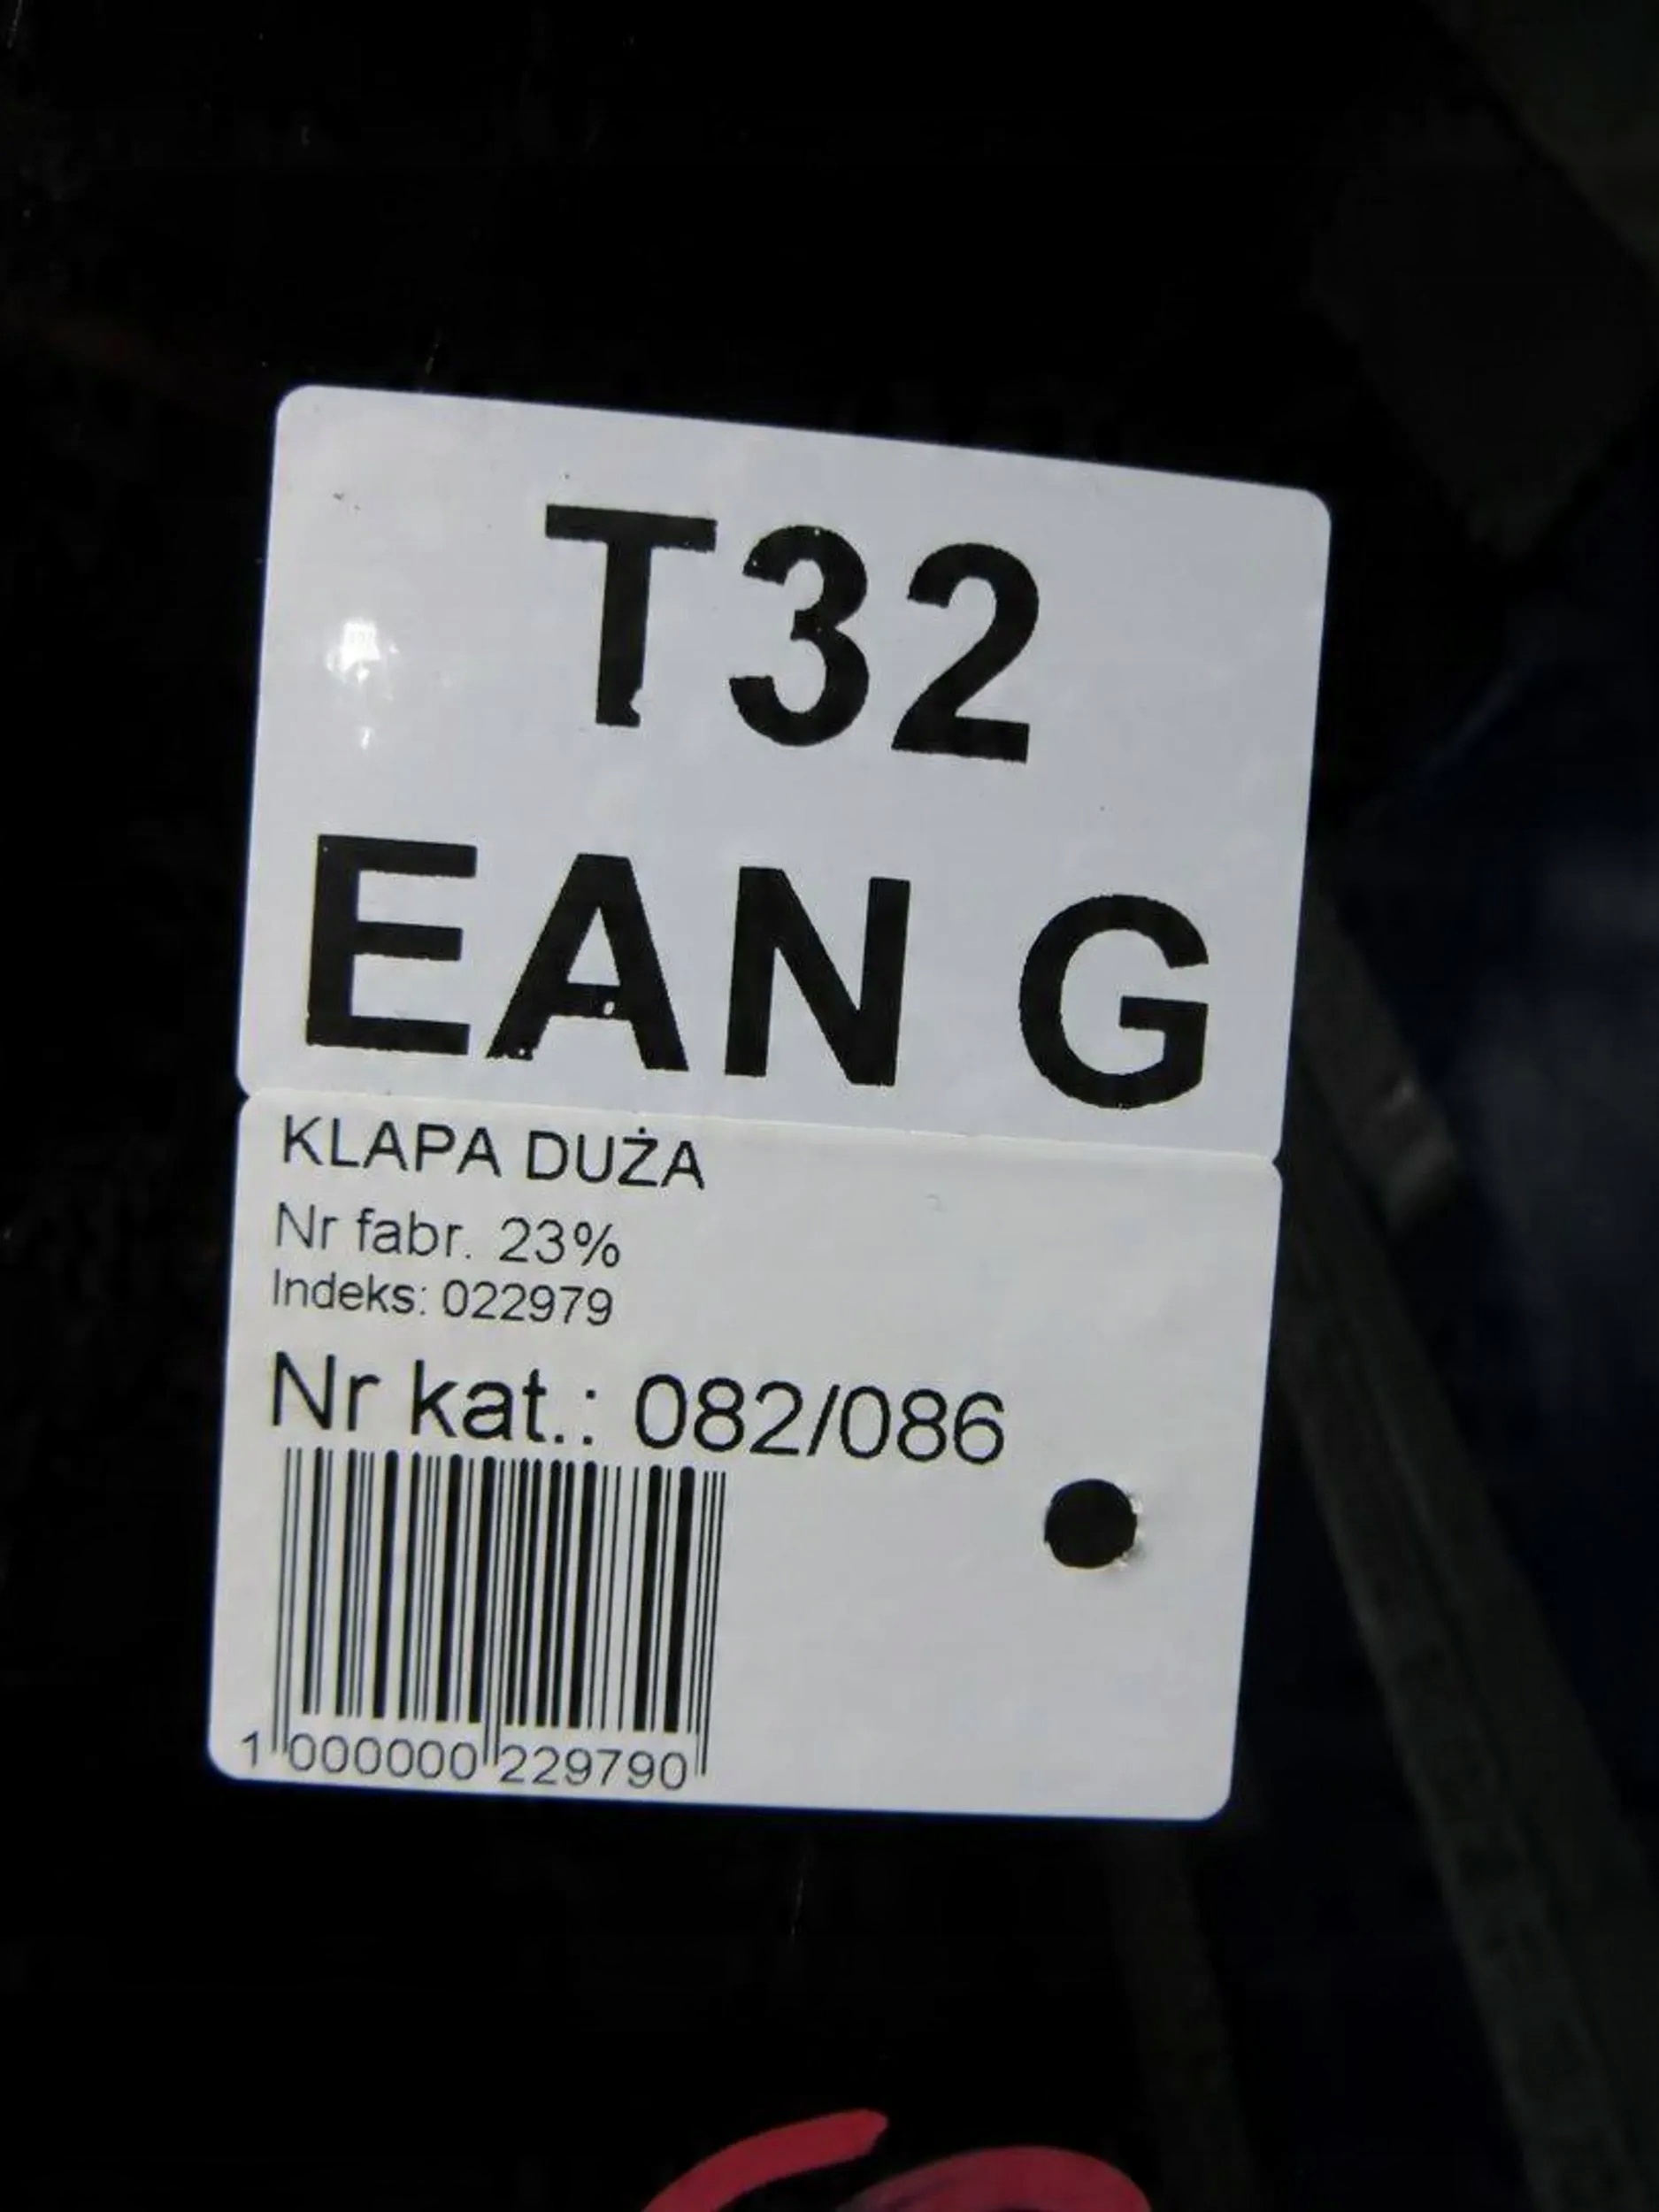 T32
EAN G
KLAPA DUŻA
Nr fabr. 23%
Indeks: 022979
Nr kat.: 082/086
1 000000 229790